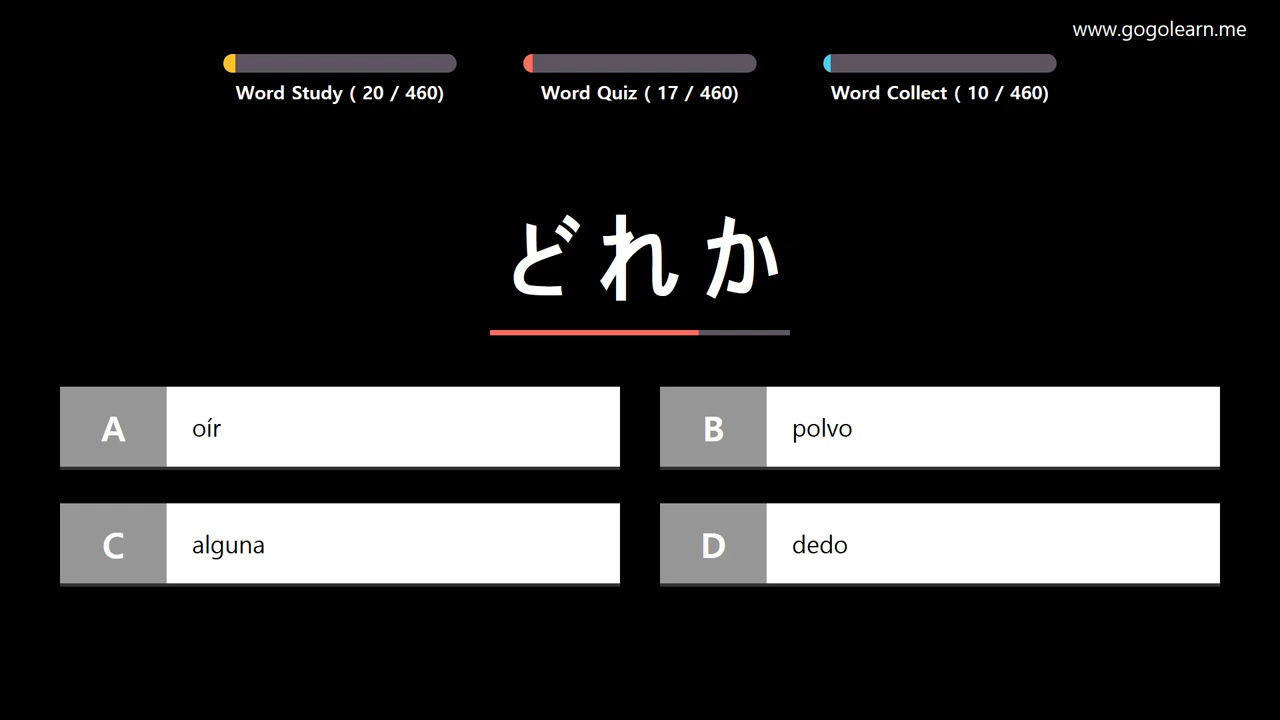 www.gogolearn.me
Word Study ( 20 / 460)
Word Quiz ( 17 / 460)
Word Collect ( 10 / 460)
どれか
A oír
B polvo
C alguna
D dedo